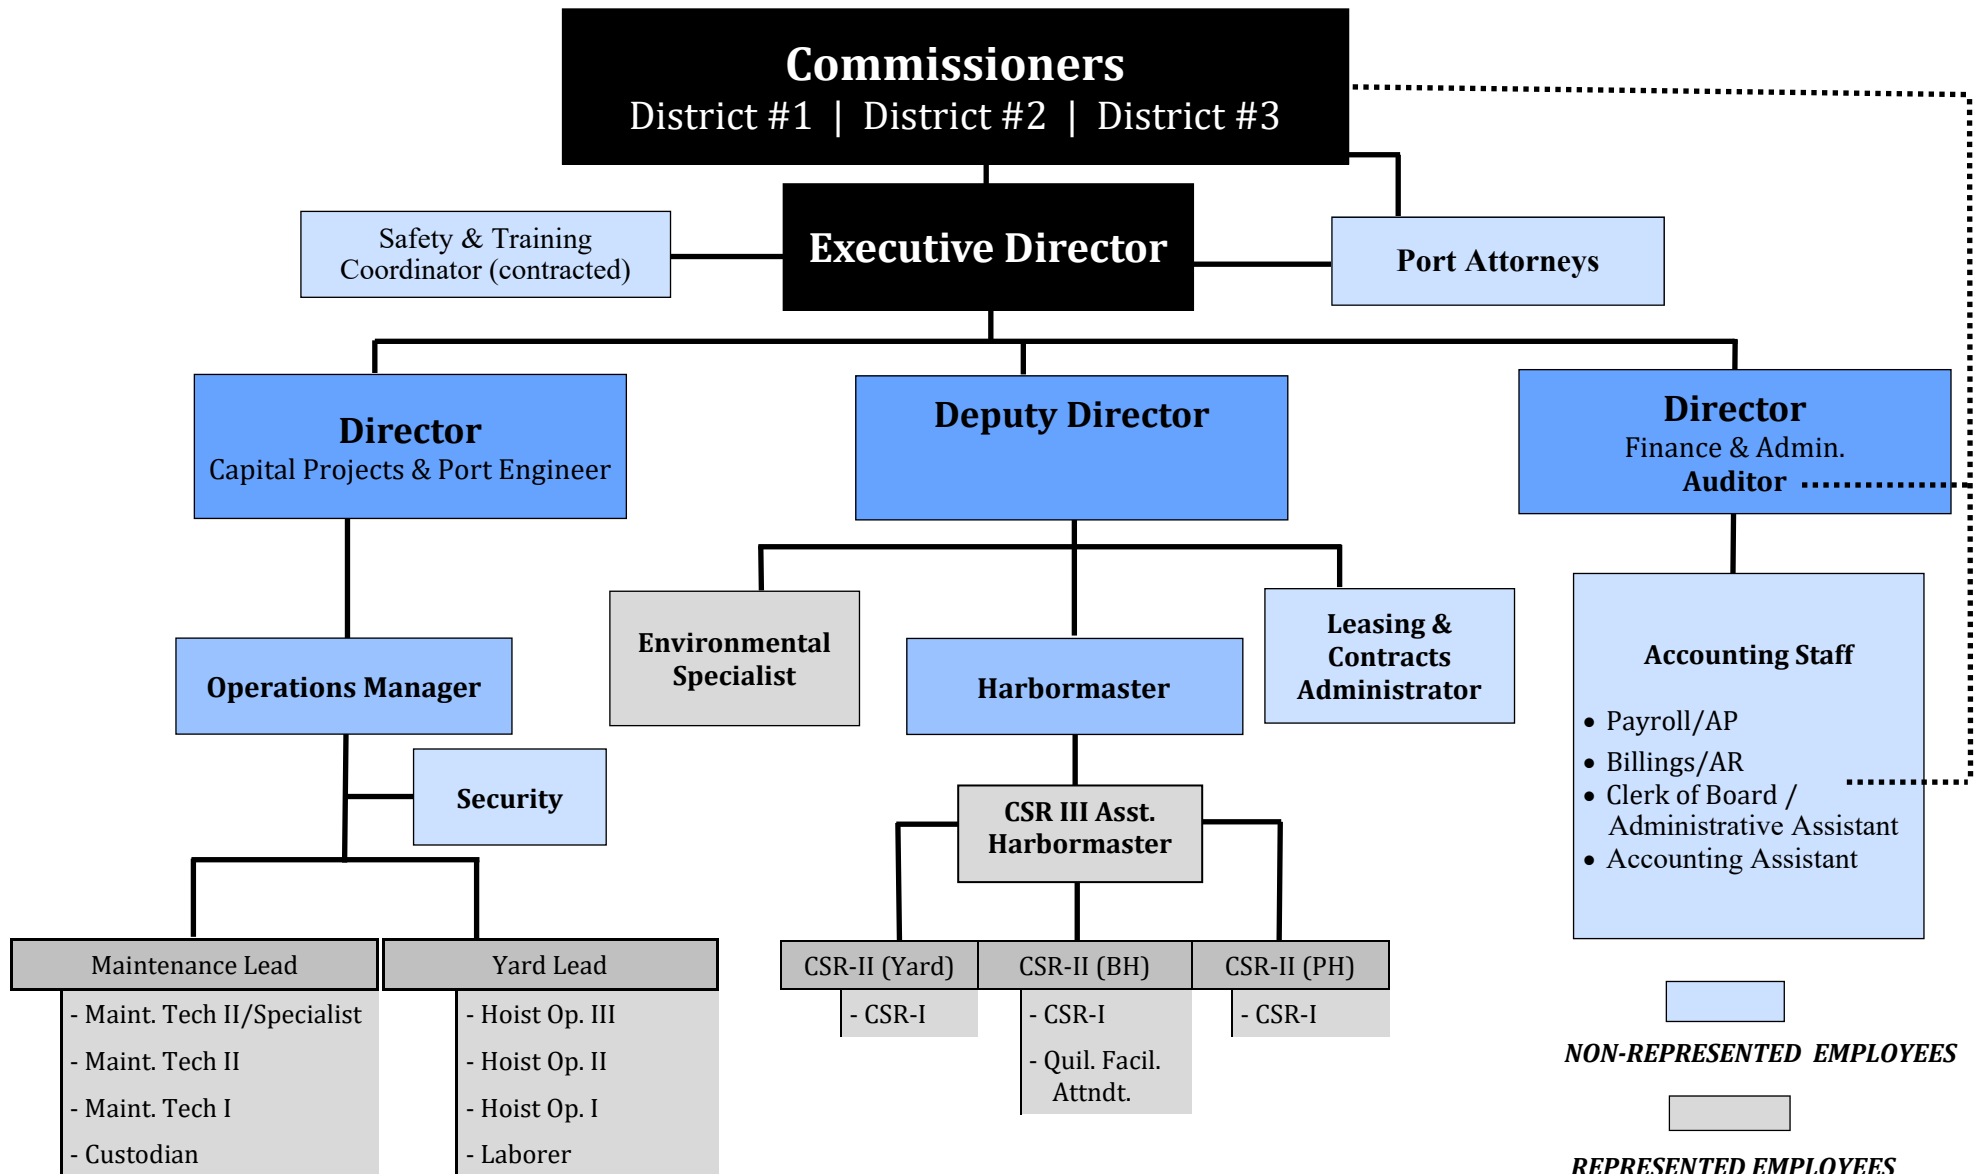 Commissioners
District #1 | District #2 | District #3
Safety & Training
Coordinator (contracted)
Executive Director
Port Attorneys
Director
Capital Projects & Port Engineer
Deputy Director
Director
Finance & Admin.
Auditor
Operations Manager
Security
Environmental
Specialist
Harbormaster
Leasing &
Contracts
Administrator
CSR III Asst.
Harbormaster
Accounting Staff
• Payroll/AP
• Billings/AR
• Clerk of Board /
Administrative Assistant
• Accounting Assistant
Maintenance Lead
- Maint. Tech II/Specialist
- Maint. Tech II
- Maint. Tech I
- Custodian
Yard Lead
- Hoist Op. III
- Hoist Op. II
- Hoist Op. I
- Laborer
CSR-II (Yard)
- CSR-I
CSR-II (BH)
- CSR-I
- Quil. Facil.
Attndt.
CSR-II (PH)
- CSR-I
NON-REPRESENTED EMPLOYEES
REPRESENTED EMPLOYEES